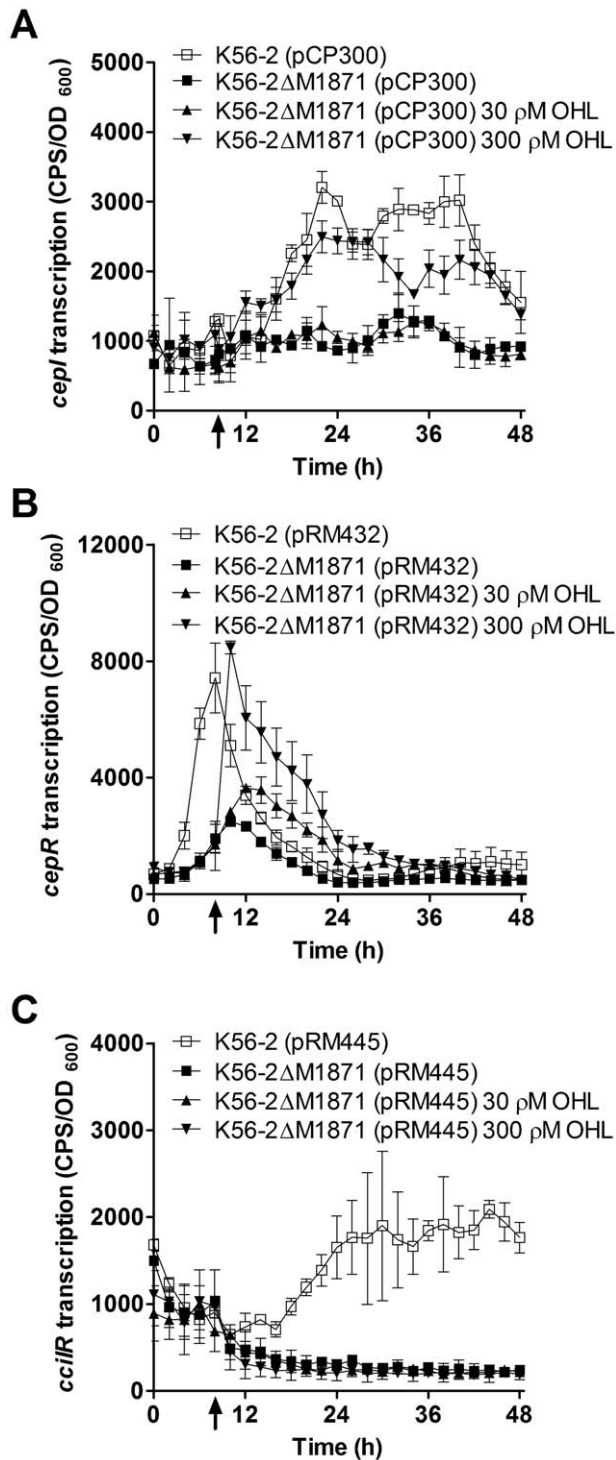 A
K56-2 (pCP300)
K56-2ΔM1871 (pCP300)
K56-2ΔM1871 (pCP300) 30 ρM OHL
K56-2ΔM1871 (pCP300) 300 ρM OHL
cepI transcription (CPS/OD 600)
5000
4000
3000
2000
1000
0
0 12 24 36 48
Time (h)
B
K56-2 (pRM432)
K56-2ΔM1871 (pRM432)
K56-2ΔM1871 (pRM432) 30 ρM OHL
K56-2ΔM1871 (pRM432) 300 ρM OHL
cepR transcription (CPS/OD 600)
12000
8000
4000
0
0 12 24 36 48
Time (h)
C
K56-2 (pRM445)
K56-2ΔM1871 (pRM445)
K56-2ΔM1871 (pRM445) 30 ρM OHL
K56-2ΔM1871 (pRM445) 300 ρM OHL
cciIR transcription (CPS/OD 600)
4000
3000
2000
1000
0
0 12 24 36 48
Time (h)